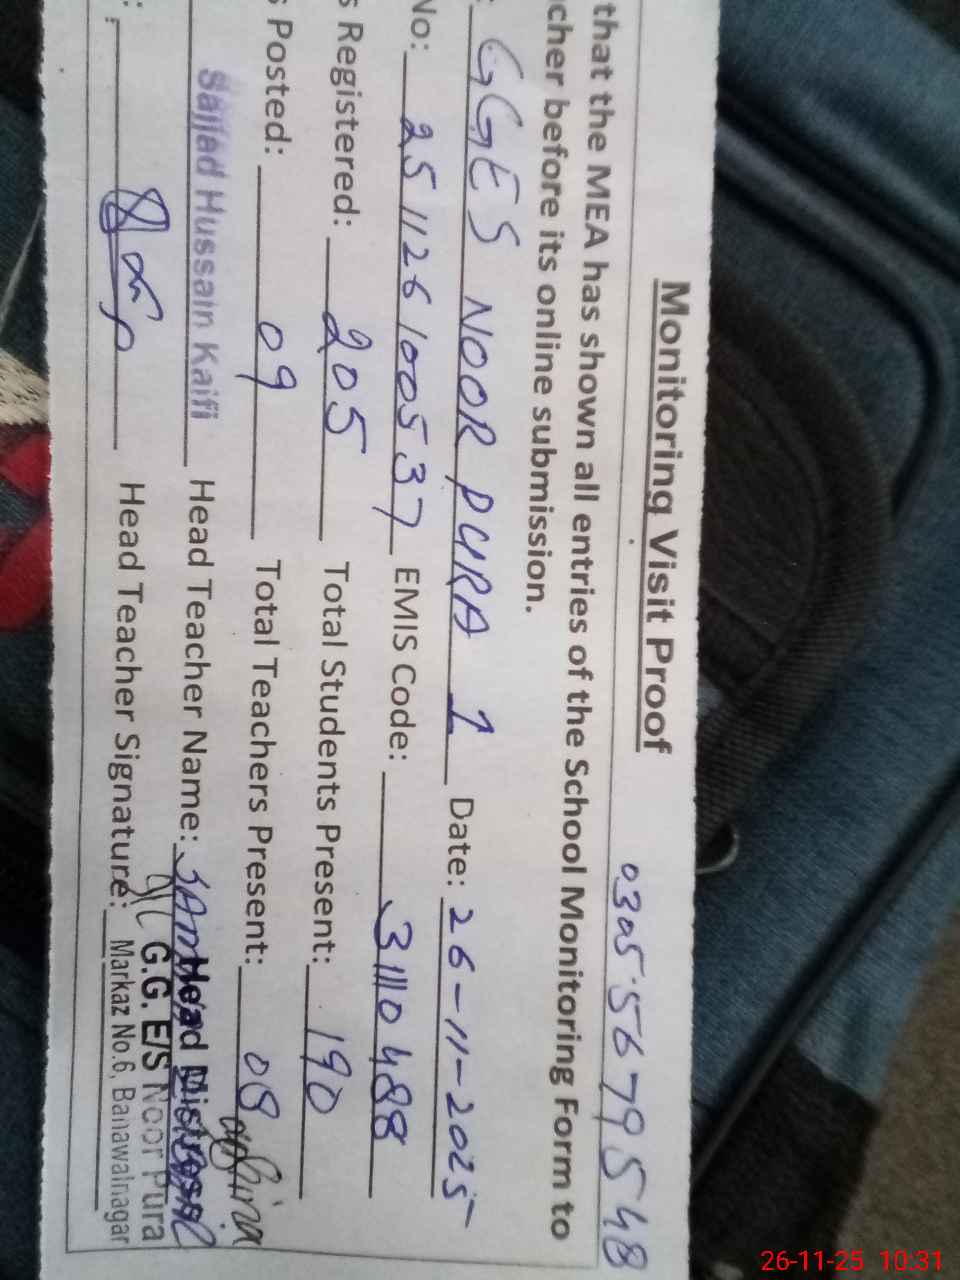 Monitoring Visit Proof 0305-5679548
that the MEA has shown all entries of the School Monitoring Form to
cher before its online submission.
: GGES NOOR PURA 1 Date: 26-11-2025
No: 251126100537 EMIS Code: 31110488
s Registered: 205 Total Students Present: 190
s Posted: 09 Total Teachers Present: 08
Sajjad Hussain Kaifi Head Teacher Name:
Head Mistress
G.G. E/S Noor Pura
Head Teacher Signature: Markaz No.6, Banawalnagar
26-11-25 10:31